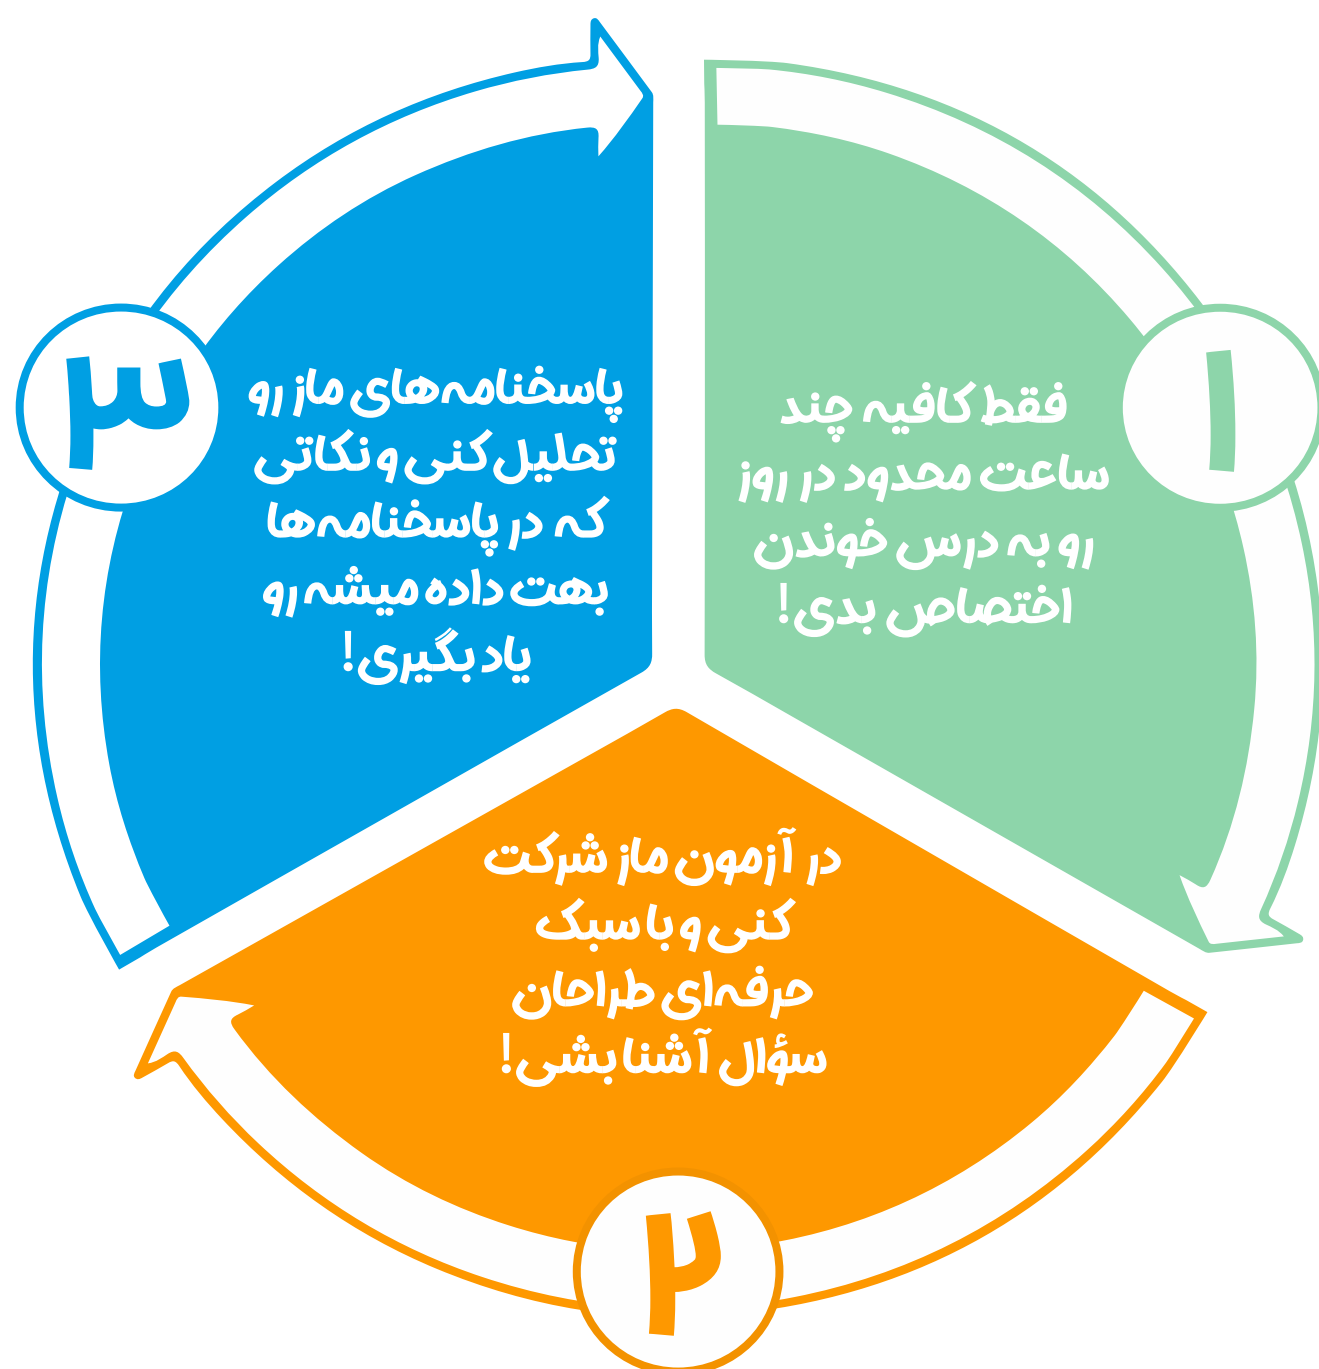 ۱
فقط کافیه چند
ساعت محدود در روز
رو به درس خوندن
اختصاص بدی!
۲
در آزمون ماز شرکت
کنی و با سبک
حرفه‌ای طراحان
سؤال آشنا بشی!
۳
پاسخنامه‌های ماز رو
تحلیل کنی و نکاتی
که در پاسخنامه‌ها
بهت داده میشه رو
یاد بگیری!